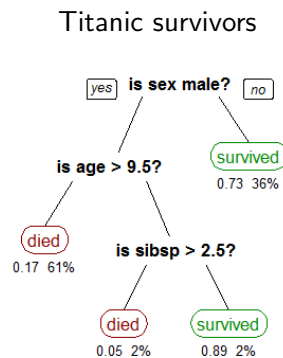 Titanic survivors
yes is sex male? no
is age > 9.5?
survived
0.73 36%
died
0.17 61%
is sibsp > 2.5?
died survived
0.05 2% 0.89 2%